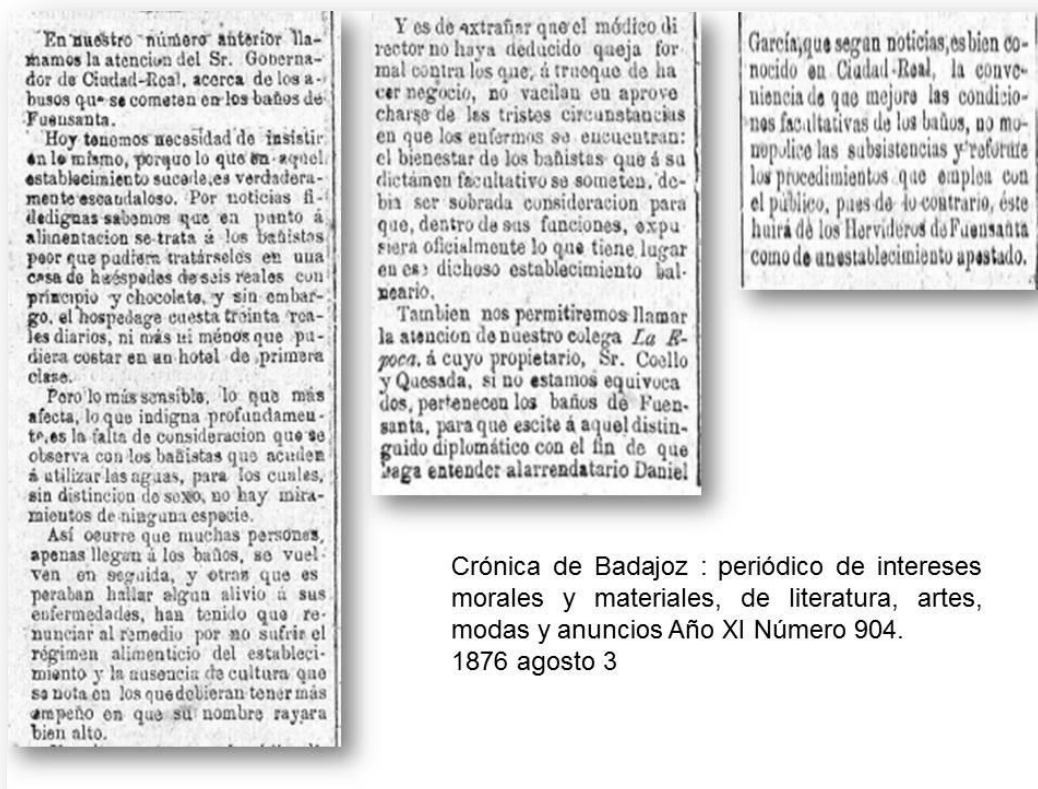 En nuestro número anterior lla-
mamos la atencion del Sr. Goberna-
dor de Ciudad-Real, acerca de los a-
busos que se cometen en los baños de
Fuensanta.
Hoy tenemos necesidad de insistir
en lo mismo, porque lo que en aquel
establecimiento sucede, es verdadera-
mente escandaloso. Por noticias fi-
dedignas sabemos que en punto á
alimentacion se trata á los bañistas
peor que pudiera tratárseles en una
casa de huéspedes de seis reales con
principio y chocolate, y sin embar-
go, el hospedage cuesta treinta rea-
les diarios, ni más ni ménos que pu-
diera costar en un hotel de primera
clase.
Pero lo más sensible, lo que más
afecta, lo que indigna profundamen-
te, es la falta de consideracion que se
observa con los bañistas que acuden
á utilizar las aguas, para los cuales,
sin distincion de sexo, no hay mira-
mientos de ninguna especie.
Así ocurre que muchas personas,
apenas llegan á los baños, se vuel-
ven en seguida, y otras que es
peraban hallar algun alivio á sus
enfermedades, han tenido que re-
nunciar al remedio por no sufrir el
régimen alimenticio del estableci-
miento y la ausencia de cultura que
se nota en los que debieran tener más
empeño en que su nombre rayara
bien alto.
Y es de extrañar que el médico di
rector no haya deducido queja for
mal contra los que, á trueque de ha
cer negocio, no vacilan en aprove
charse de las tristes circunstancias
en que los enfermos se encuentran:
el bienestar de los bañistas que á su
dictámen facultativo se someten, de-
bia ser sobrada consideracion para
que, dentro de sus funciones, expu-
siera oficialmente lo que tiene lugar
en ese dichoso establecimiento bal-
neario.
Tambien nos permitiremos llamar
la atencion de nuestro colega La E-
poca, á cuyo propietario, Sr. Coello
y Quesada, si no estamos equivoca
dos, pertenecen los baños de Fuen-
santa, para que escite á aquel distin-
guido diplomático con el fin de que
haga entender al arrendatario Daniel
García, que segun noticias, es bien co-
nocido en Ciudad-Real, la conve-
niencia de que mejore las condicio-
nes facultativas de los baños, no mo-
nopolice las subsistencias y reforme
los procedimientos que emplea con
el público, pues de lo contrario, éste
huirá de los Hervideros de Fuensanta
como de un establecimiento apestado.
Crónica de Badajoz : periódico de intereses
morales y materiales, de literatura, artes,
modas y anuncios Año XI Número 904.
1876 agosto 3